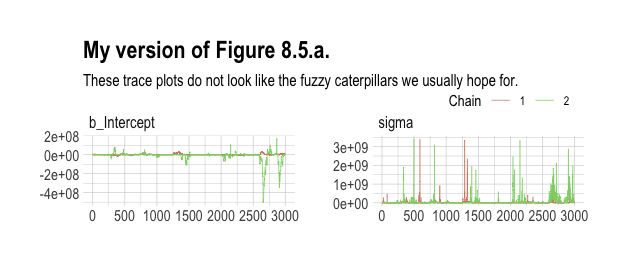 My version of Figure 8.5.a.
These trace plots do not look like the fuzzy caterpillars we usually hope for.
Chain 1 2
b_Intercept sigma
2e+08
0e+00
-2e+08
-4e+08
0 500 1000 1500 2000 2500 3000
3e+09
2e+09
1e+09
0e+00
0 500 1000 1500 2000 2500 3000